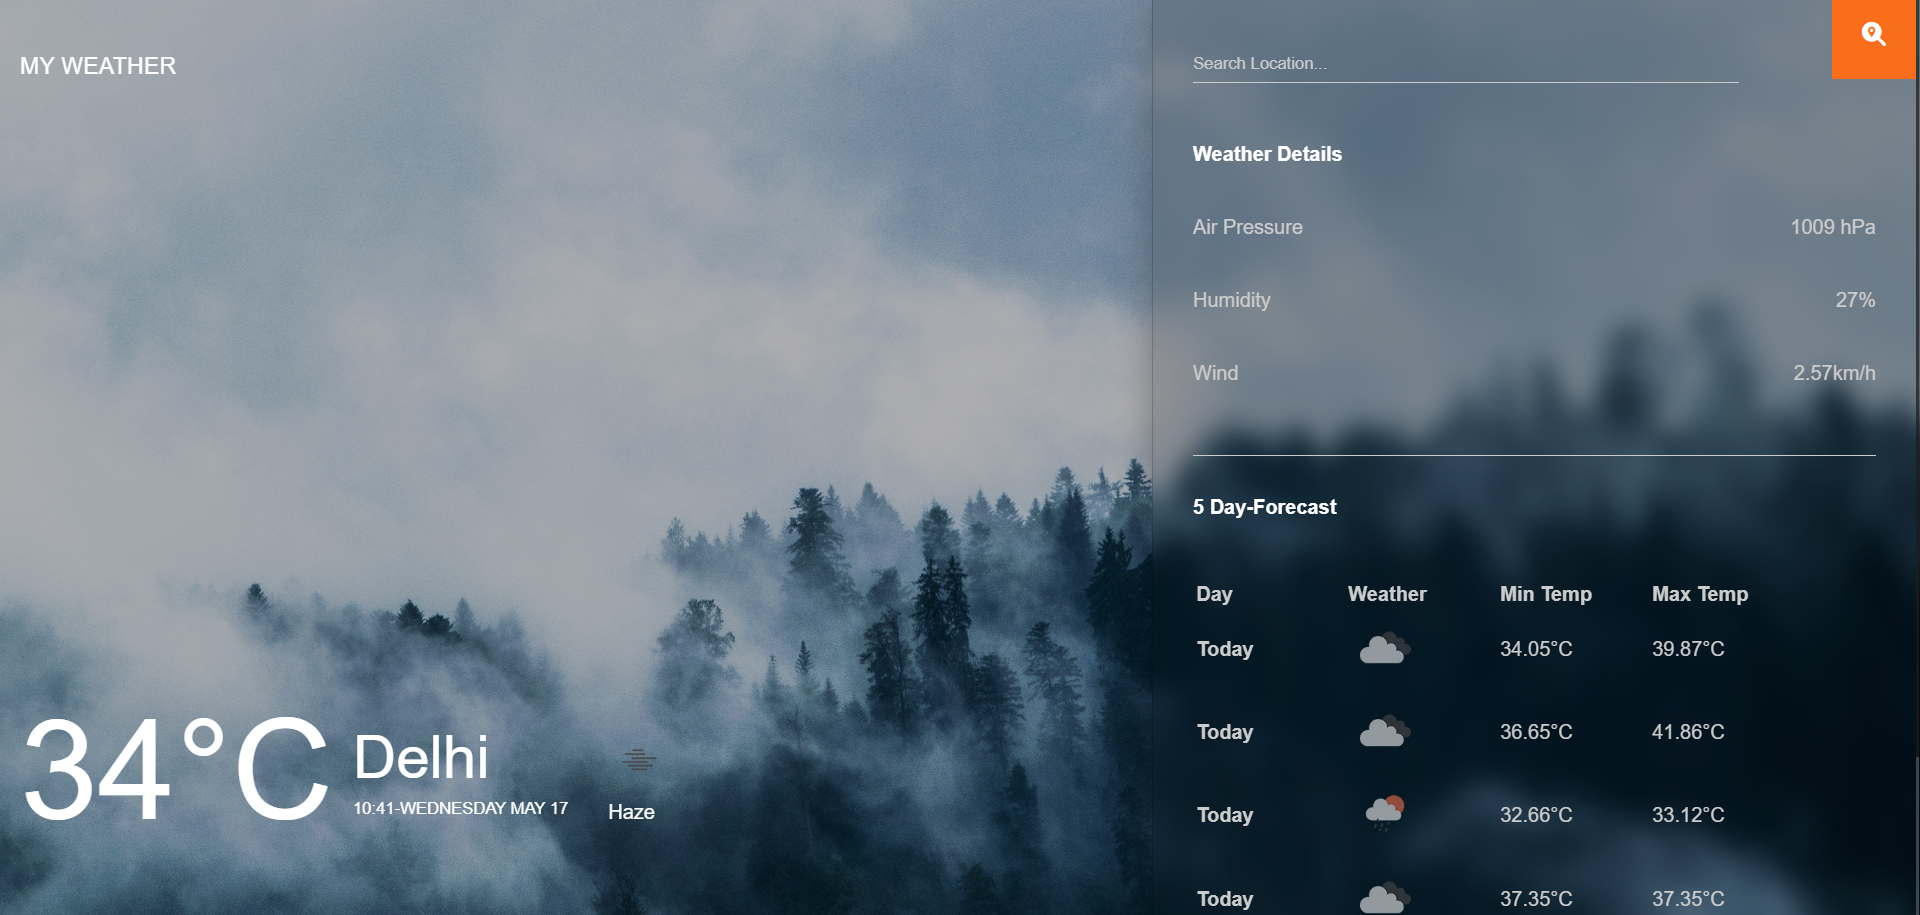 MY WEATHER
34°C
Delhi
10:41-WEDNESDAY MAY 17
Haze
Search Location...
Weather Details
Air Pressure 1009 hPa
Humidity 27%
Wind 2.57km/h
5 Day-Forecast
Day Weather Min Temp Max Temp
Today 34.05°C 39.87°C
Today 36.65°C 41.86°C
Today 32.66°C 33.12°C
Today 37.35°C 37.35°C